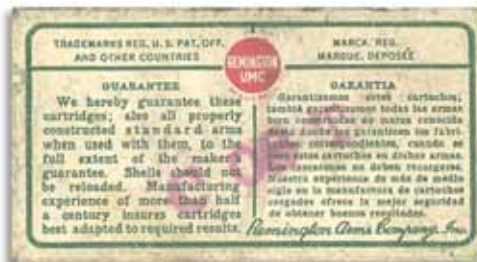 TRADEMARKS REG. U.S. PAT. OFF.
AND OTHER COUNTRIES
REMINGTON
UMC
MARCA REG.
MARQUE DEPOSÉE
GUARANTEE
We hereby guarantee these
cartridges; also all properly
constructed standard arms
when used with them, to the
full extent of the maker's
guarantee. Shells should not
be reloaded. Manufacturing
experience of more than half
a century insures cartridges
best adapted to required results.
GARANTIA
Garantizamos estos cartuchos;
también garantizamos todas las armas
bien construidas de marca conocida
hasta donde las garanticen los fabri-
cantes correspondientes, cuando se
usen estos cartuchos en dichas armas.
Los cascarones no deben recargarse.
Nuestra experiencia de más de medio
siglo en la manufactura de cartuchos
cargados ofrece la mejor seguridad
de obtener buenos resultados.
Remington Arms Company, Inc.